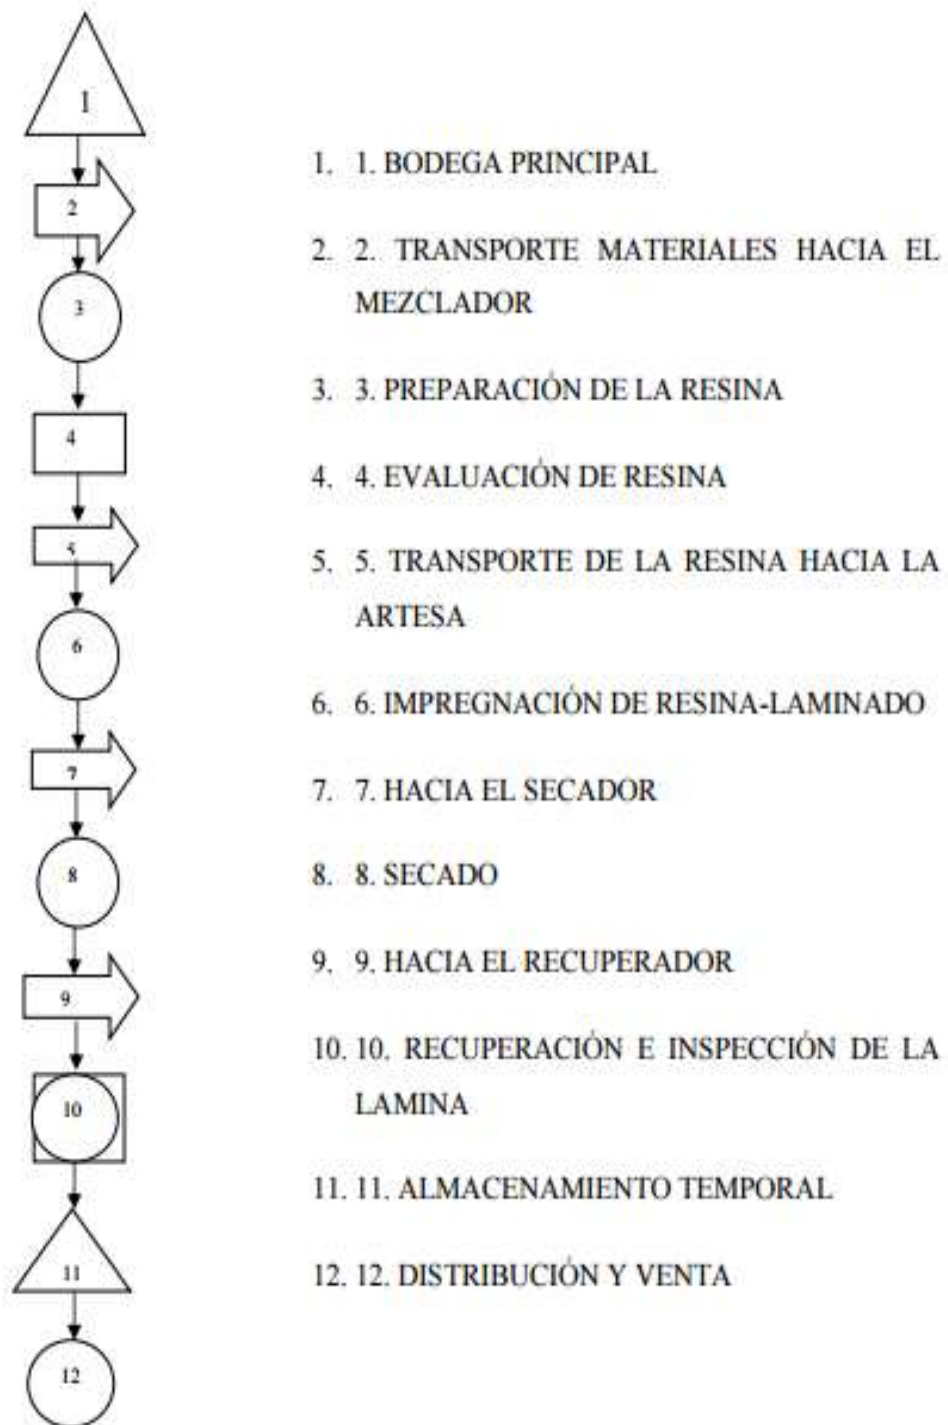 1
2
3
4
5
6
7
8
9
10
11
12
1. 1. BODEGA PRINCIPAL
2. 2. TRANSPORTE MATERIALES HACIA EL
MEZCLADOR
3. 3. PREPARACIÓN DE LA RESINA
4. 4. EVALUACIÓN DE RESINA
5. 5. TRANSPORTE DE LA RESINA HACIA LA
ARTESA
6. 6. IMPREGNACIÓN DE RESINA-LAMINADO
7. 7. HACIA EL SECADOR
8. 8. SECADO
9. 9. HACIA EL RECUPERADOR
10. 10. RECUPERACIÓN E INSPECCIÓN DE LA
LAMINA
11. 11. ALMACENAMIENTO TEMPORAL
12. 12. DISTRIBUCIÓN Y VENTA